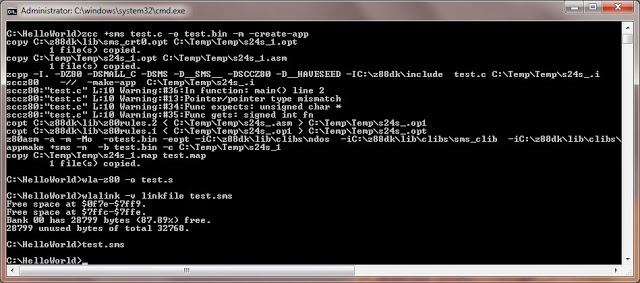 Administrator: C:\windows\system32\cmd.exe
C:\HelloWorld>zcc +sms test.c -o test.bin -m -create-app
copy C:\z88dk\lib\sms_crt0.opt C:\Temp\Temp\s24s_1.opt
1 file(s) copied.
copy C:\Temp\Temp\s24s_1.opt C:\Temp\Temp\s24s_1.asm
1 file(s) copied.
zcpp -I. -DZ80 -DSMALL_C -DSMS -D__SMS__ -DSCCZ80 -D__HAVESEED -IC:\z88dk\include test.c C:\Temp\Temp\s24s_.i
sccz80 -// -make-app C:\Temp\Temp\s24s_.i
sccz80:"test.c" L:10 Warning:#36:In function: main() line 2
sccz80:"test.c" L:10 Warning:#13:Pointer/pointer type mismatch
sccz80:"test.c" L:10 Warning:#34:Func expects: unsigned char *
sccz80:"test.c" L:10 Warning:#35:Func gets: signed int fn
copt C:\z88dk\lib\z80rules.2 < C:\Temp\Temp\s24s_.asm > C:\Temp\Temp\s24s_.op1
copt C:\z88dk\lib\z80rules.1 < C:\Temp\Temp\s24s_.op1 > C:\Temp\Temp\s24s_.opt
z80asm -a -m -Mo -otest.bin -eopt -iC:\z88dk\lib\clibs\ndos -iC:\z88dk\lib\clibs\sms_clib -iC:\z88dk\lib\clibs\
appmake +sms -n -b test.bin -c C:\Temp\Temp\s24s_1
copy C:\Temp\Temp\s24s_1.map test.map
1 file(s) copied.
C:\HelloWorld>wla-z80 -o test.s
C:\HelloWorld>wlalink -v linkfile test.sms
Free space at $0f7e-$7ff9.
Free space at $7ffc-$7ffe.
Bank 00 has 28799 bytes (87.89%) free.
28799 unused bytes of total 32768.
C:\HelloWorld>test.sms
C:\HelloWorld>_